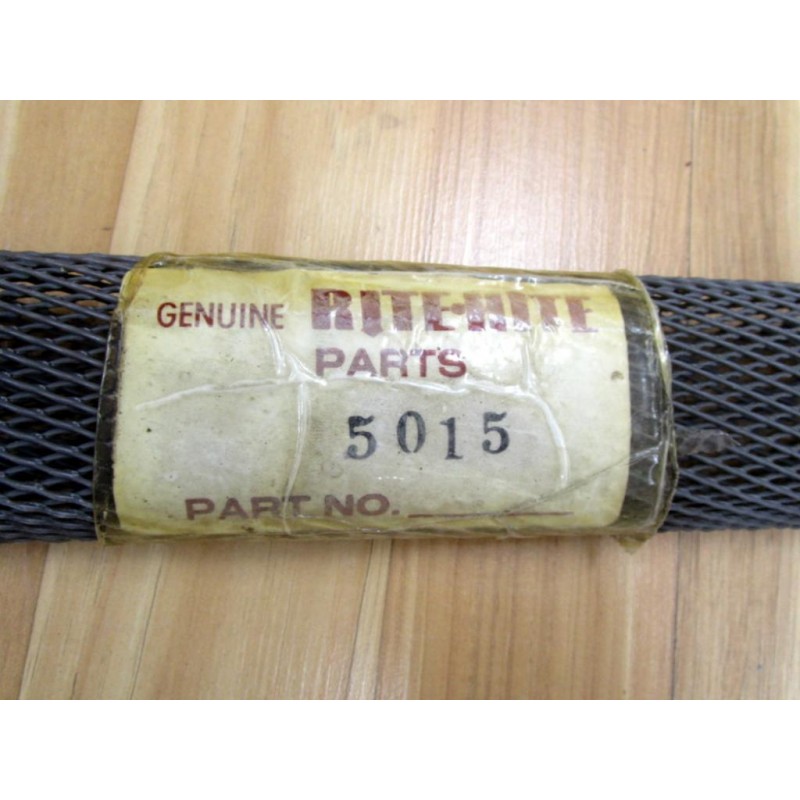 GENUINE RITE-HITE
PARTS
5015
PART NO.